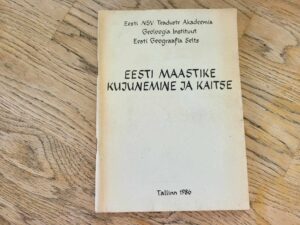 Eesti NSV Teaduste Akadeemia
Geoloogia Instituut
Eesti Geograafia Selts
EESTI MAASTIKE
KUJUNEMINE JA KAITSE
Tallinn 1986